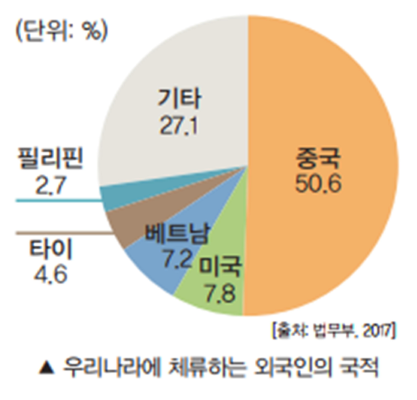 (단위: %)
기타
27.1
중국
50.6
필리핀
2.7
타이
4.6
베트남
7.2
미국
7.8
[출처: 법무부, 2017]
▲ 우리나라에 체류하는 외국인의 국적